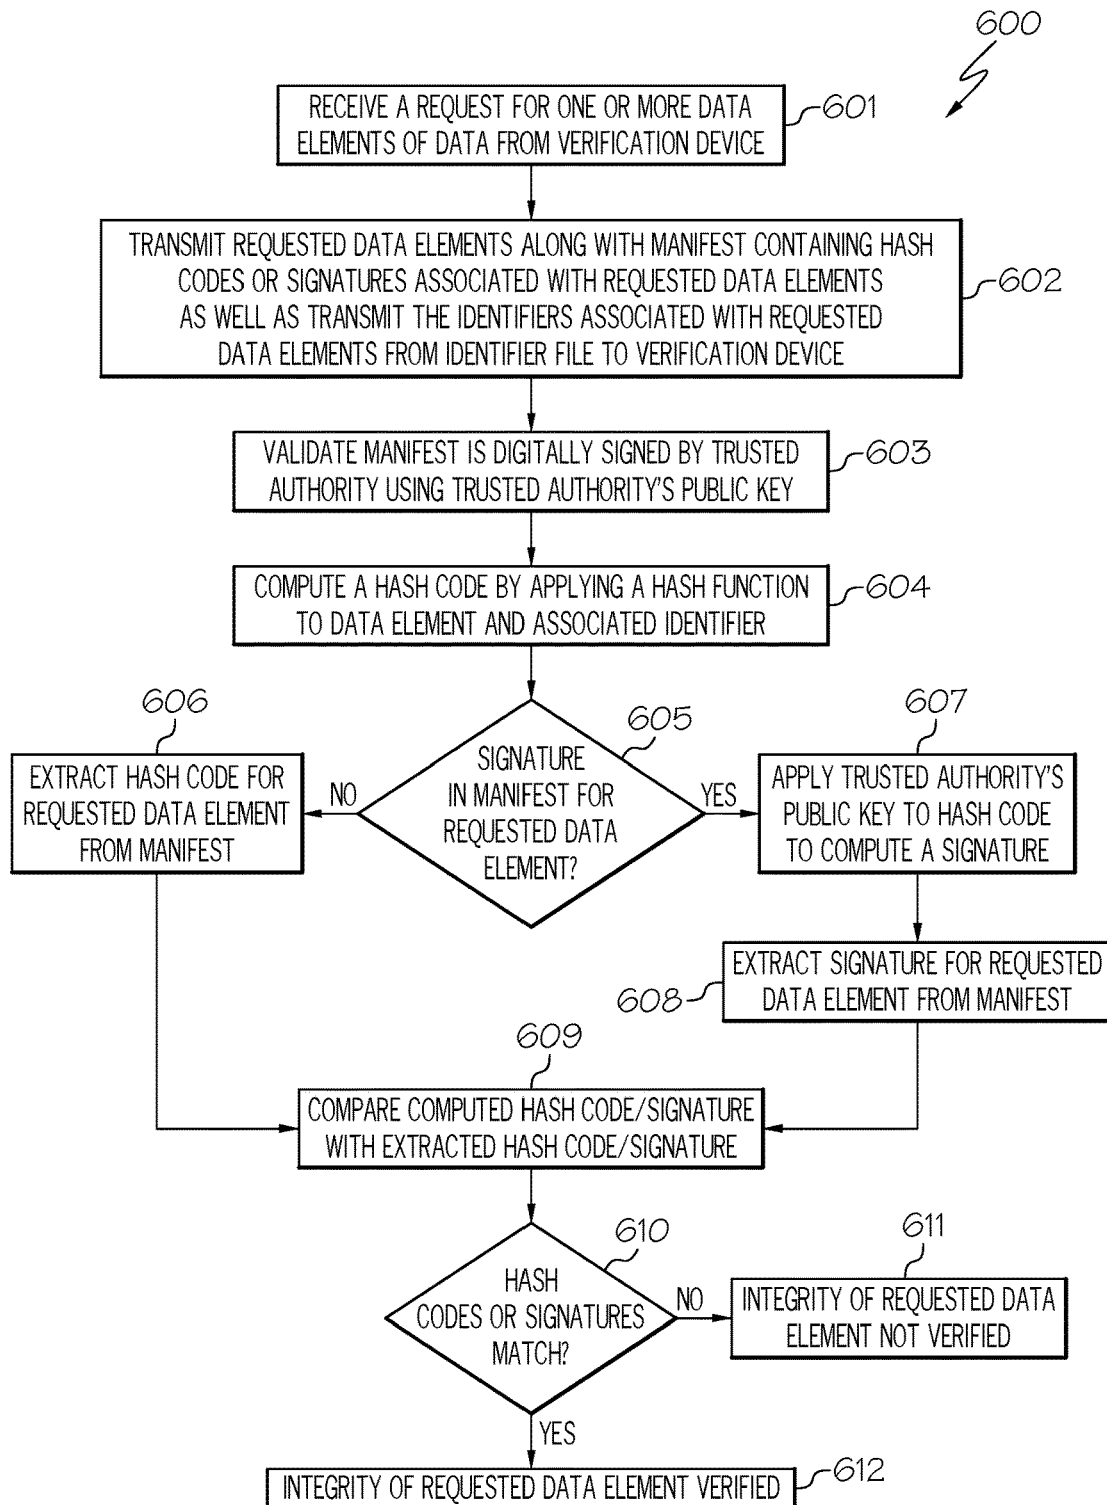 600
RECEIVE A REQUEST FOR ONE OR MORE DATA
ELEMENTS OF DATA FROM VERIFICATION DEVICE
601
TRANSMIT REQUESTED DATA ELEMENTS ALONG WITH MANIFEST CONTAINING HASH
CODES OR SIGNATURES ASSOCIATED WITH REQUESTED DATA ELEMENTS
AS WELL AS TRANSMIT THE IDENTIFIERS ASSOCIATED WITH REQUESTED
DATA ELEMENTS FROM IDENTIFIER FILE TO VERIFICATION DEVICE
602
VALIDATE MANIFEST IS DIGITALLY SIGNED BY TRUSTED
AUTHORITY USING TRUSTED AUTHORITY'S PUBLIC KEY
603
COMPUTE A HASH CODE BY APPLYING A HASH FUNCTION
TO DATA ELEMENT AND ASSOCIATED IDENTIFIER
604
605
SIGNATURE
IN MANIFEST FOR
REQUESTED DATA
ELEMENT?
NO
YES
606
EXTRACT HASH CODE FOR
REQUESTED DATA ELEMENT
FROM MANIFEST
607
APPLY TRUSTED AUTHORITY'S
PUBLIC KEY TO HASH CODE
TO COMPUTE A SIGNATURE
EXTRACT SIGNATURE FOR REQUESTED
DATA ELEMENT FROM MANIFEST
608
609
COMPARE COMPUTED HASH CODE/SIGNATURE
WITH EXTRACTED HASH CODE/SIGNATURE
610
HASH
CODES OR SIGNATURES
MATCH?
NO
611
INTEGRITY OF REQUESTED DATA
ELEMENT NOT VERIFIED
YES
INTEGRITY OF REQUESTED DATA ELEMENT VERIFIED
612